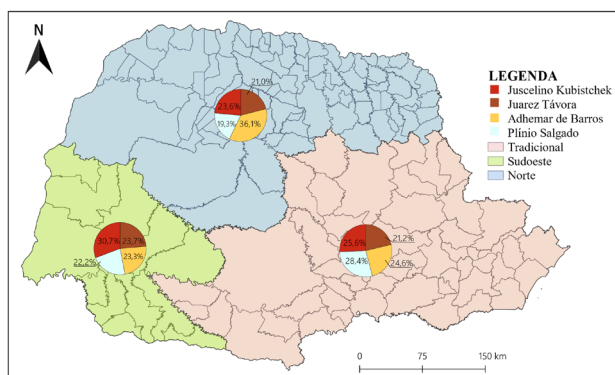 N
21,0%
23,6%
19,3%
36,1%
LEGENDA
Juscelino Kubistchek
Juarez Távora
Adhemar de Barros
Plínio Salgado
Tradicional
Sudoeste
Norte
30,7%
23,7%
22,2%
23,3%
25,6%
21,2%
28,4%
24,6%
0
75
150 km